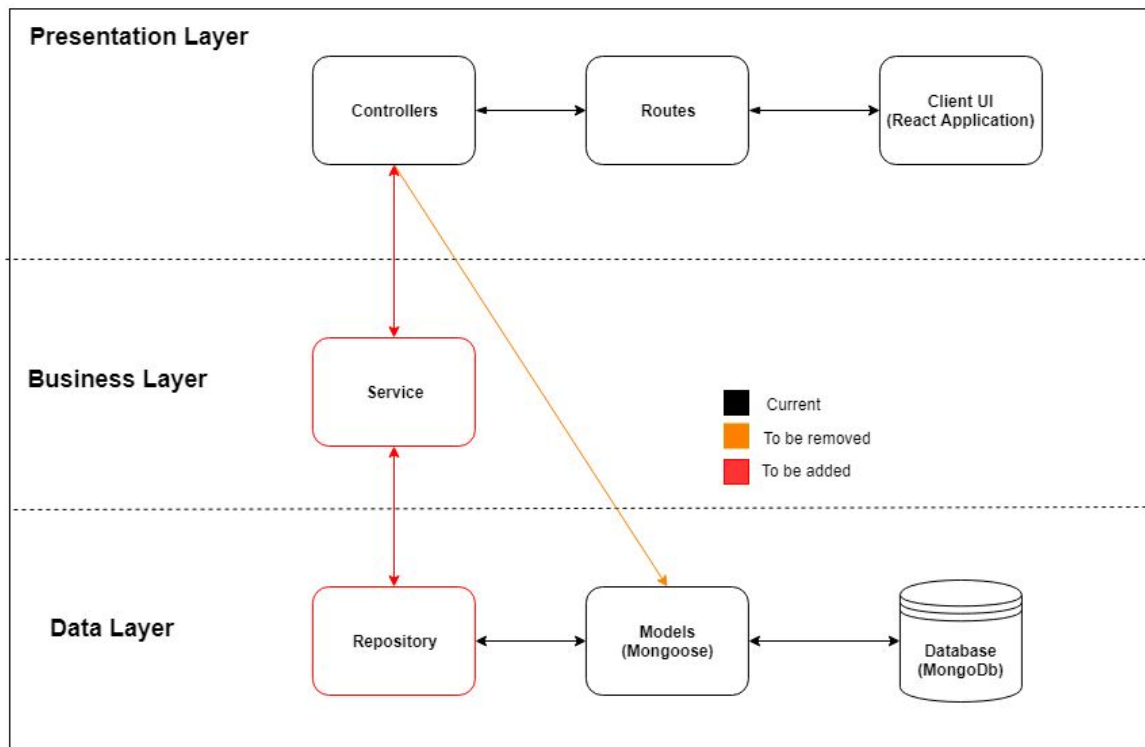 Presentation Layer
Controllers
Routes
Client UI
(React Application)
Business Layer
Service
Current
To be removed
To be added
Data Layer
Repository
Models
(Mongoose)
Database
(MongoDb)